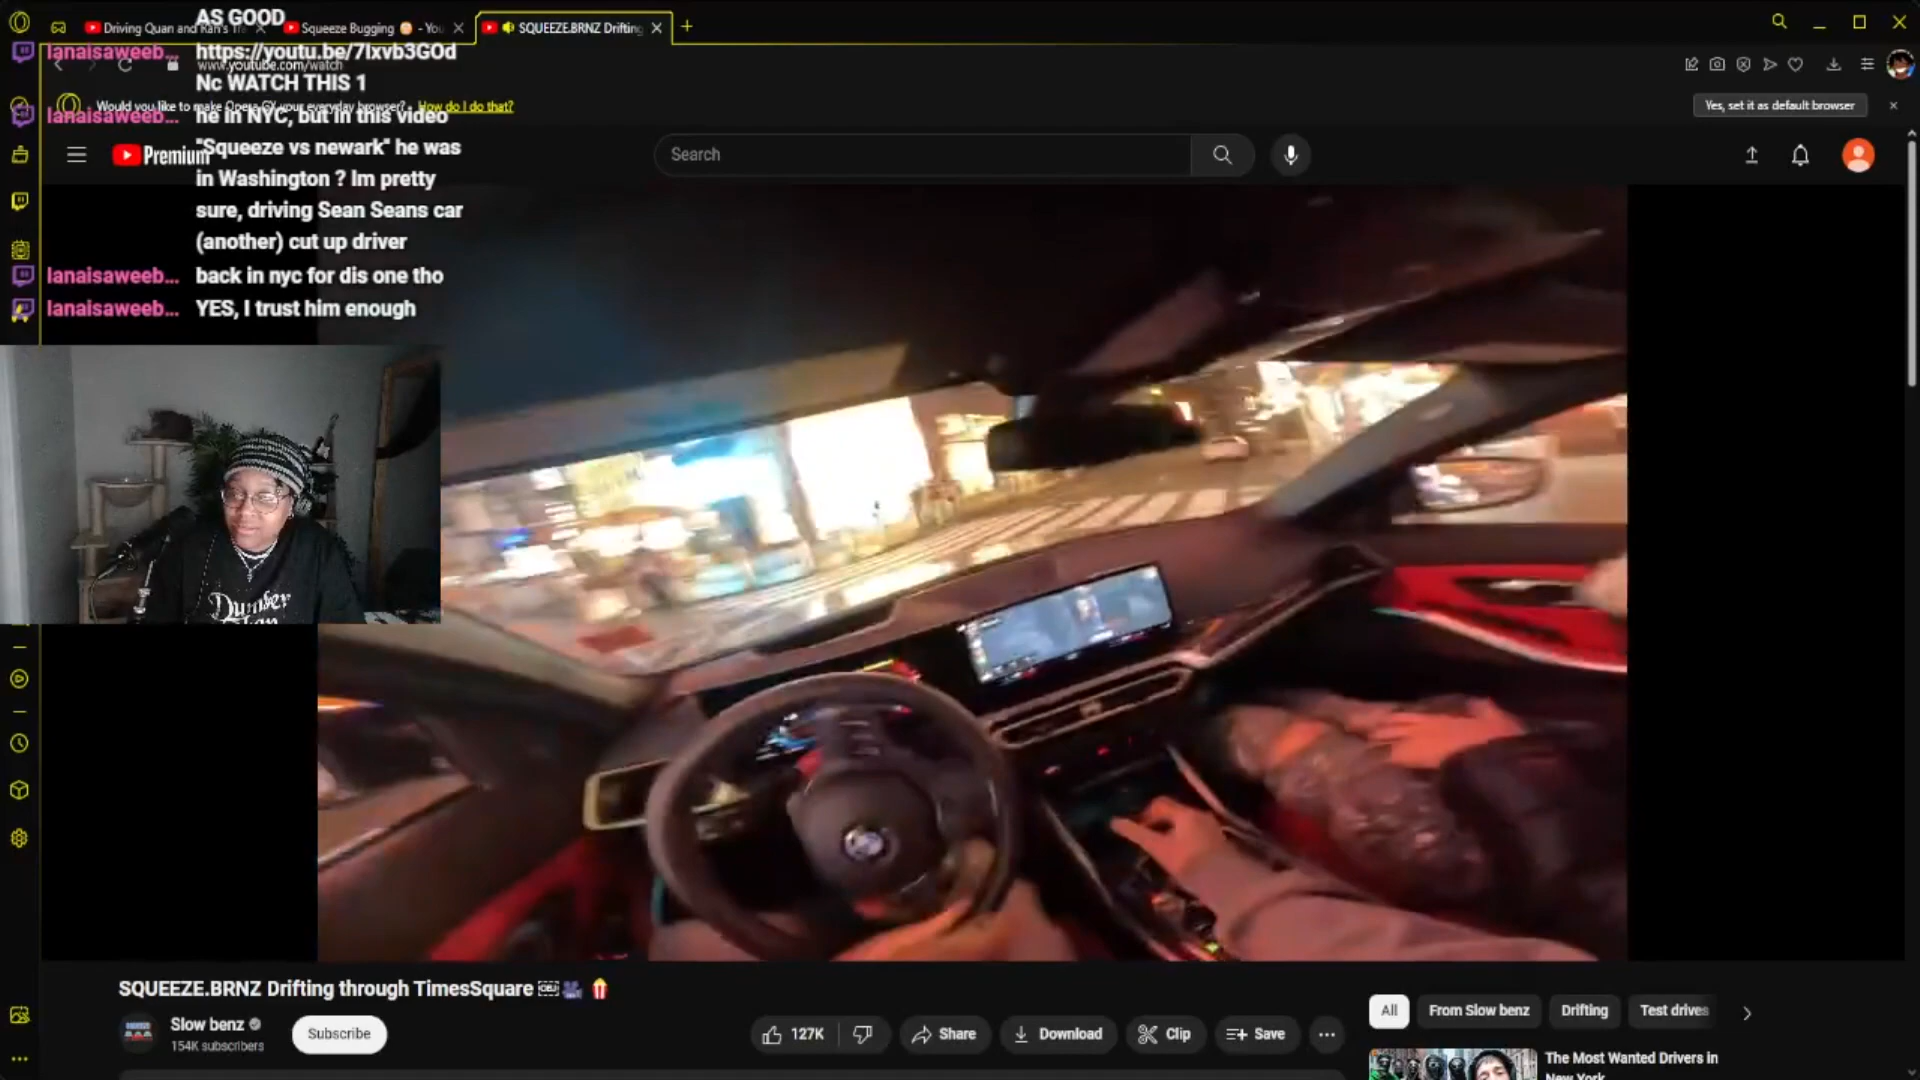 AS GOOD
Driving Quan and
Squeeze Bugging
SQUEEZE.BRNZ Drifting
lanaisaweeb... https://youtu.be/7Ixvb3GOd
www.youtube.com/watch
Nc WATCH THIS 1
Would you like to make Opera GX your everyday browser? How do I do that?
Yes, set it as default browser
lanaisaweeb... he in NYC, but in this video
"Squeeze vs newark" he was
Premium
Search
in Washington ? Im pretty
sure, driving Sean Seans car
(another) cut up driver
lanaisaweeb... back in nyc for dis one tho
lanaisaweeb... YES, I trust him enough
SQUEEZE.BRNZ Drifting through TimesSquare
Slow benz
154K subscribers
Subscribe
127K
Share
Download
Clip
Save
All
From Slow benz
Drifting
Test drives
The Most Wanted Drivers in
New York